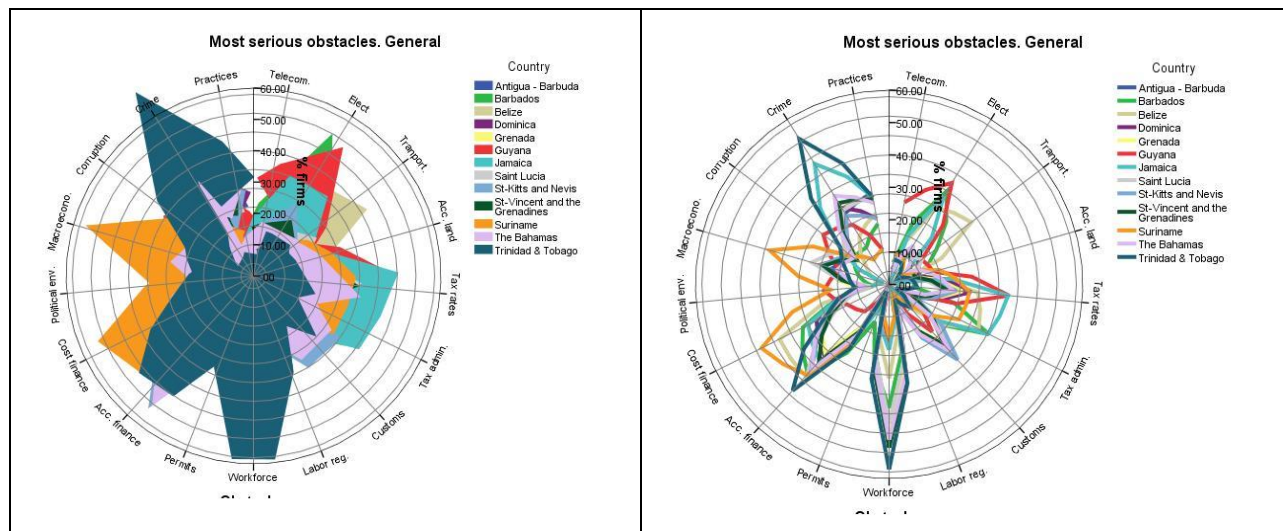 Most serious obstacles. General
Practices
Telecom.
Elect
Tranport.
Acc. land
Tax rates
Tax admin.
Customs
Labor reg.
Workforce
Permits
Acc. finance
Cost finance
Political env.
Macroecono.
Corruption
Crime
60.00
50.00
40.00
30.00
20.00
10.00
.00
% firms
Country
Antigua - Barbuda
Barbados
Belize
Dominica
Grenada
Guyana
Jamaica
Saint Lucia
St-Kitts and Nevis
St-Vincent and the
Grenadines
Suriname
The Bahamas
Trinidad & Tobago
Most serious obstacles. General
Practices
Telecom.
Elect
Tranport.
Acc. land
Tax rates
Tax admin.
Customs
Labor reg.
Workforce
Permits
Acc. finance
Cost finance
Political env.
Macroecono.
Corruption
Crime
60.00
50.00
40.00
30.00
20.00
10.00
.00
% firms
Country
Antigua - Barbuda
Barbados
Belize
Dominica
Grenada
Guyana
Jamaica
Saint Lucia
St-Kitts and Nevis
St-Vincent and the
Grenadines
Suriname
The Bahamas
Trinidad & Tobago